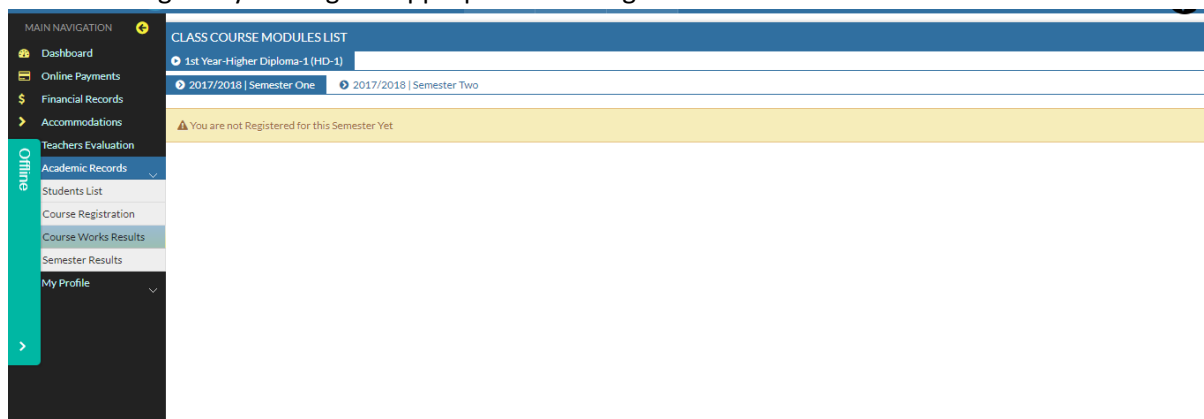 MAIN NAVIGATION
Dashboard
Online Payments
Financial Records
Accommodations
Teachers Evaluation
Academic Records
Students List
Course Registration
Course Works Results
Semester Results
My Profile
Offline
CLASS COURSE MODULES LIST
1st Year-Higher Diploma-1 (HD-1)
2017/2018 | Semester One 2017/2018 | Semester Two
You are not Registered for this Semester Yet